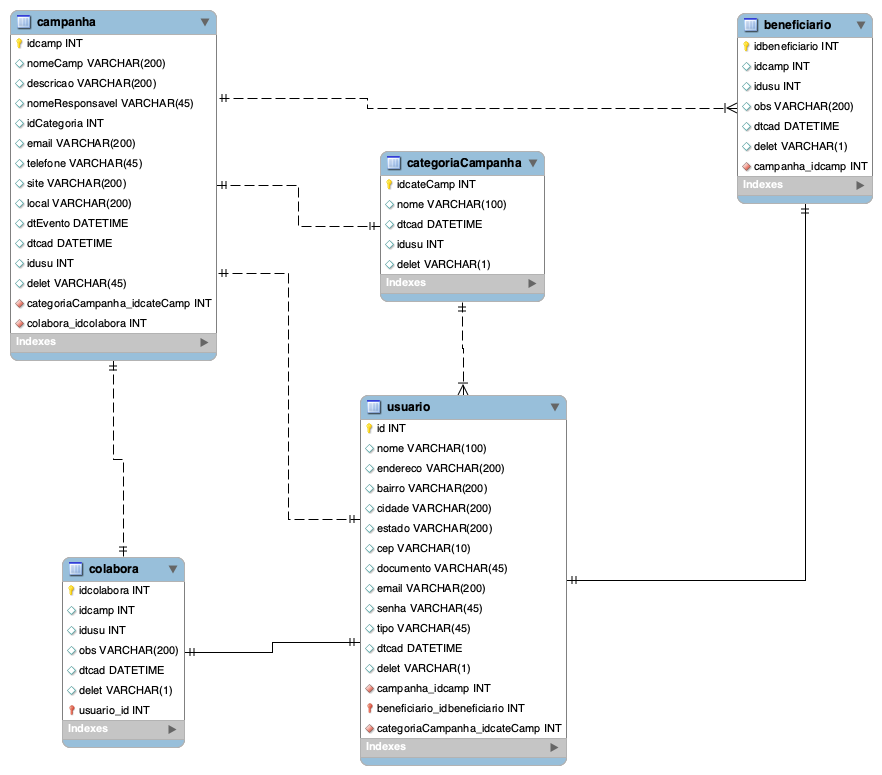 campanha
idcamp INT
nomeCamp VARCHAR(200)
descricao VARCHAR(200)
nomeResponsavel VARCHAR(45)
idCategoria INT
email VARCHAR(200)
telefone VARCHAR(45)
site VARCHAR(200)
local VARCHAR(200)
dtEvento DATETIME
dtcad DATETIME
idusu INT
delet VARCHAR(45)
categoriaCampanha_idcateCamp INT
colabora_idcolabora INT
Indexes
beneficiario
idbeneficiario INT
idcamp INT
idusu INT
obs VARCHAR(200)
dtcad DATETIME
delet VARCHAR(1)
campanha_idcamp INT
Indexes
categoriaCampanha
idcateCamp INT
nome VARCHAR(100)
dtcad DATETIME
idusu INT
delet VARCHAR(1)
Indexes
usuario
id INT
nome VARCHAR(100)
endereco VARCHAR(200)
bairro VARCHAR(200)
cidade VARCHAR(200)
estado VARCHAR(200)
cep VARCHAR(10)
documento VARCHAR(45)
email VARCHAR(200)
senha VARCHAR(45)
tipo VARCHAR(45)
dtcad DATETIME
delet VARCHAR(1)
campanha_idcamp INT
beneficiario_idbeneficiario INT
categoriaCampanha_idcateCamp INT
Indexes
colabora
idcolabora INT
idcamp INT
idusu INT
obs VARCHAR(200)
dtcad DATETIME
delet VARCHAR(1)
usuario_id INT
Indexes